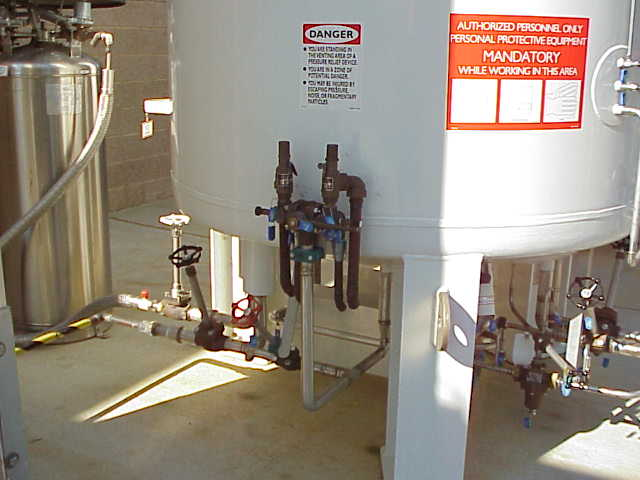 DANGER
YOU ARE STANDING IN
THE VENTING AREA OF A
PRESSURE RELIEF DEVICE.
YOU ARE IN A ZONE OF
POTENTIAL DANGER.
YOU MAY BE INJURED BY
ESCAPING PRESSURE,
NOISE, OR FRAGMENTARY
PARTICLES
AUTHORIZED PERSONNEL ONLY
PERSONAL PROTECTIVE EQUIPMENT
MANDATORY
WHILE WORKING IN THIS AREA